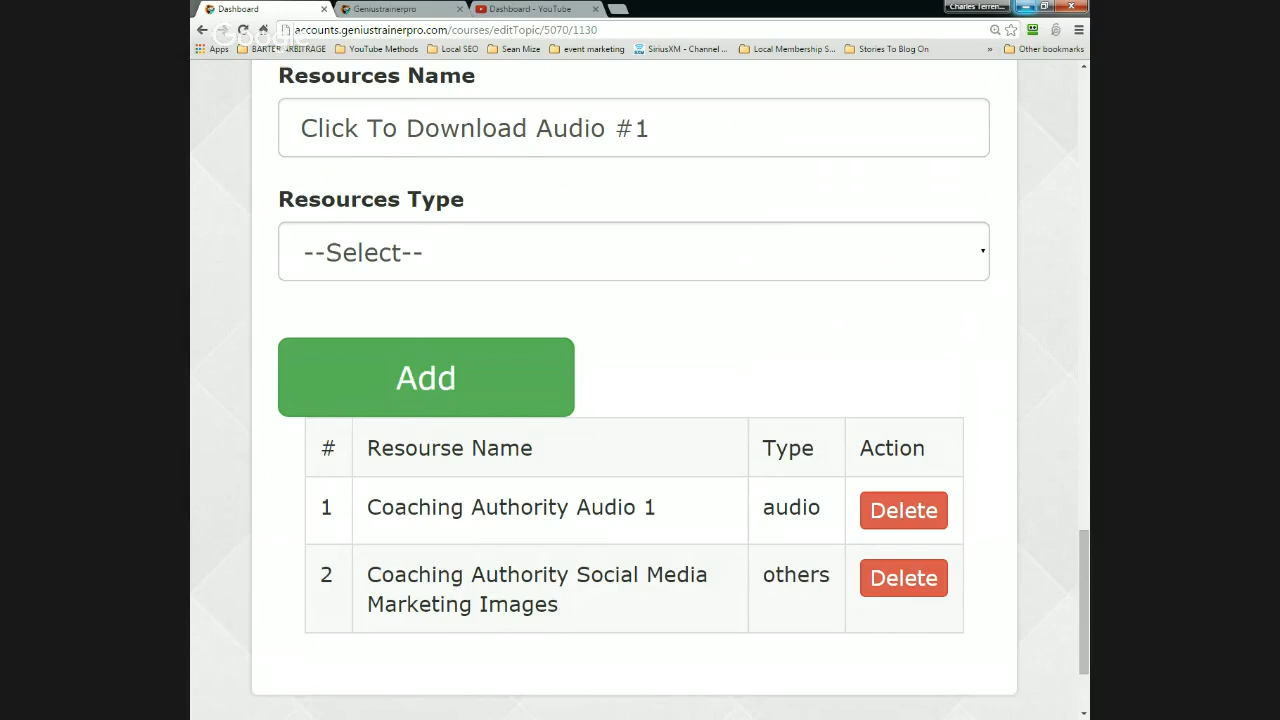 Dashboard
Geniustrainerpro
Dashboard - YouTube
Charles Terren...
accounts.geniustrainerpro.com/courses/editTopic/5070/1130
Google
Apps
BARTER ARBITRAGE
YouTube Methods
Local SEO
Sean Mize
event marketing
SiriusXM - Channel ...
Local Membership S...
Stories To Blog On
»
Other bookmarks
Resources Name
Click To Download Audio #1
Resources Type
--Select--
Add
# Resourse Name Type Action
1 Coaching Authority Audio 1 audio Delete
2 Coaching Authority Social Media others Delete
Marketing Images